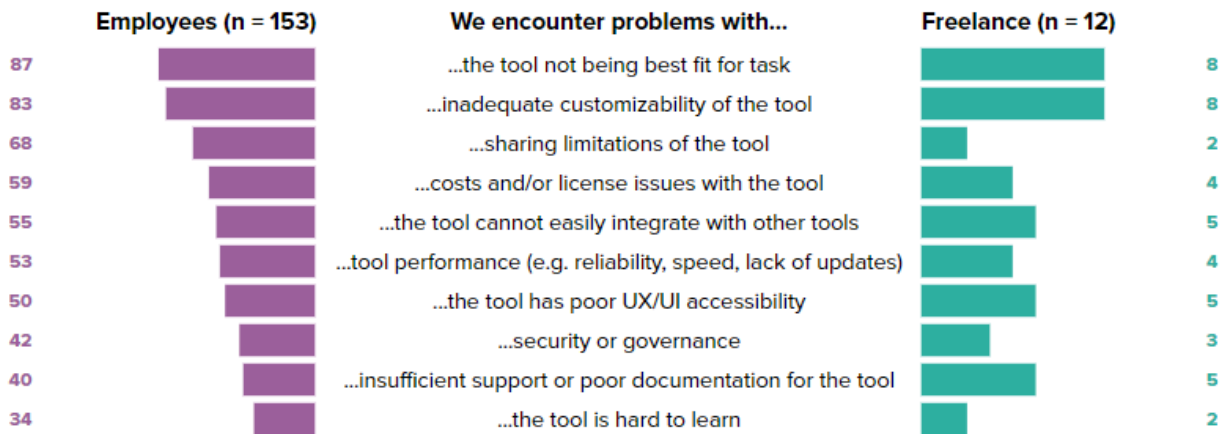 Employees (n = 153) We encounter problems with... Freelance (n = 12)
87 ...the tool not being best fit for task 8
83 ...inadequate customizability of the tool 8
68 ...sharing limitations of the tool 2
59 ...costs and/or license issues with the tool 4
55 ...the tool cannot easily integrate with other tools 5
53 ...tool performance (e.g. reliability, speed, lack of updates) 4
50 ...the tool has poor UX/UI accessibility 5
42 ...security or governance 3
40 ...insufficient support or poor documentation for the tool 5
34 ...the tool is hard to learn 2